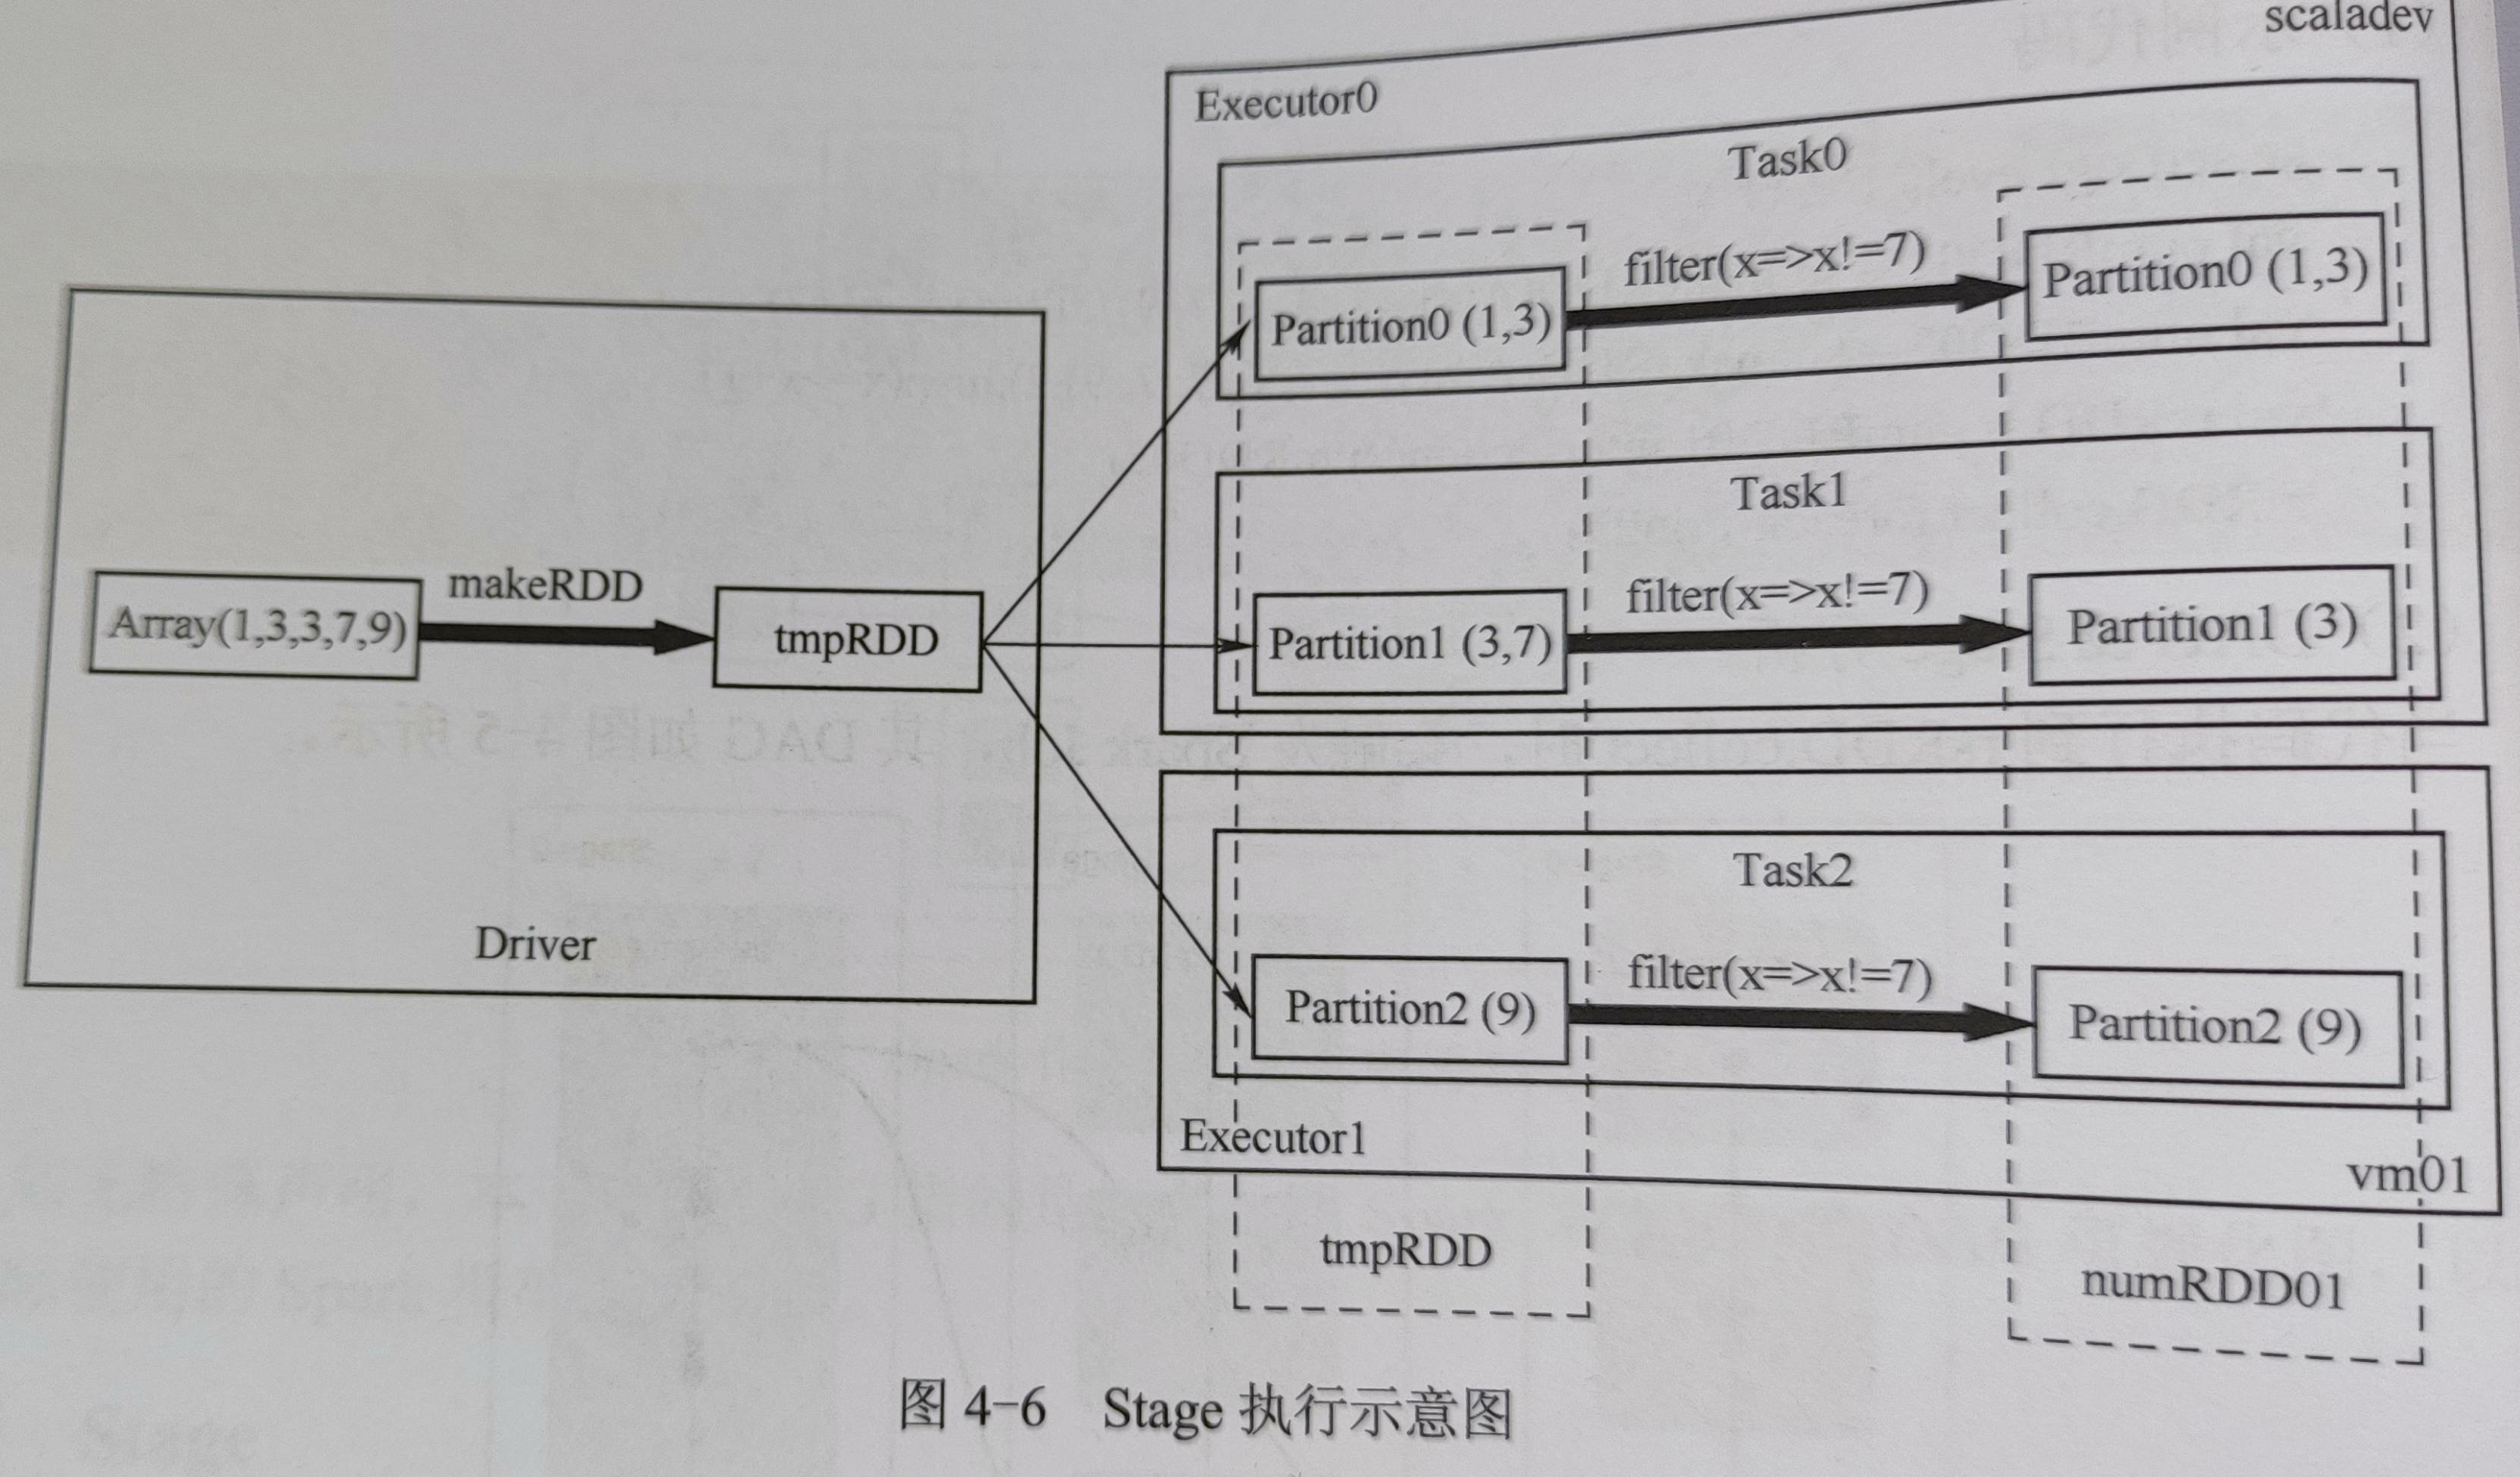 scaladev
Executor0
Task0
filter(x=>x!=7)
Partition0 (1,3)
Partition0 (1,3)
Task1
filter(x=>x!=7)
Partition1 (3,7)
Partition1 (3)
makeRDD
Array(1,3,3,7,9)
tmpRDD
Driver
Task2
filter(x=>x!=7)
Partition2 (9)
Partition2 (9)
Executor1
vm01
tmpRDD
numRDD01
图 4-6 Stage 执行示意图